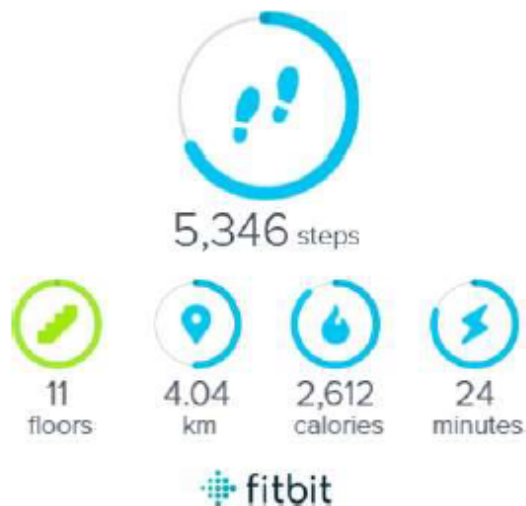 5,346 steps
11 4.04 2,612 24
floors km calories minutes
fitbit